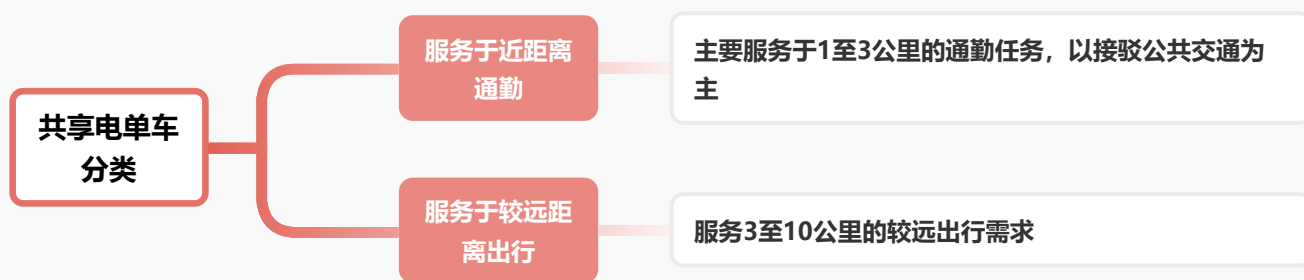 共享电单车
分类
服务于近距离
通勤
主要服务于1至3公里的通勤任务，以接驳公共交通为
主
服务于较远距
离出行
服务3至10公里的较远出行需求